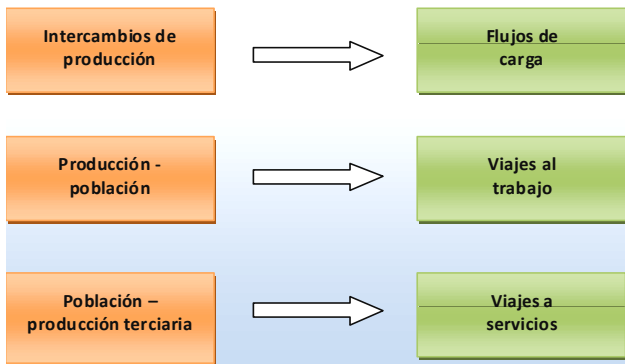 Intercambios de
producción
Flujos de
carga
Producción -
población
Viajes al
trabajo
Población –
producción terciaria
Viajes a
servicios